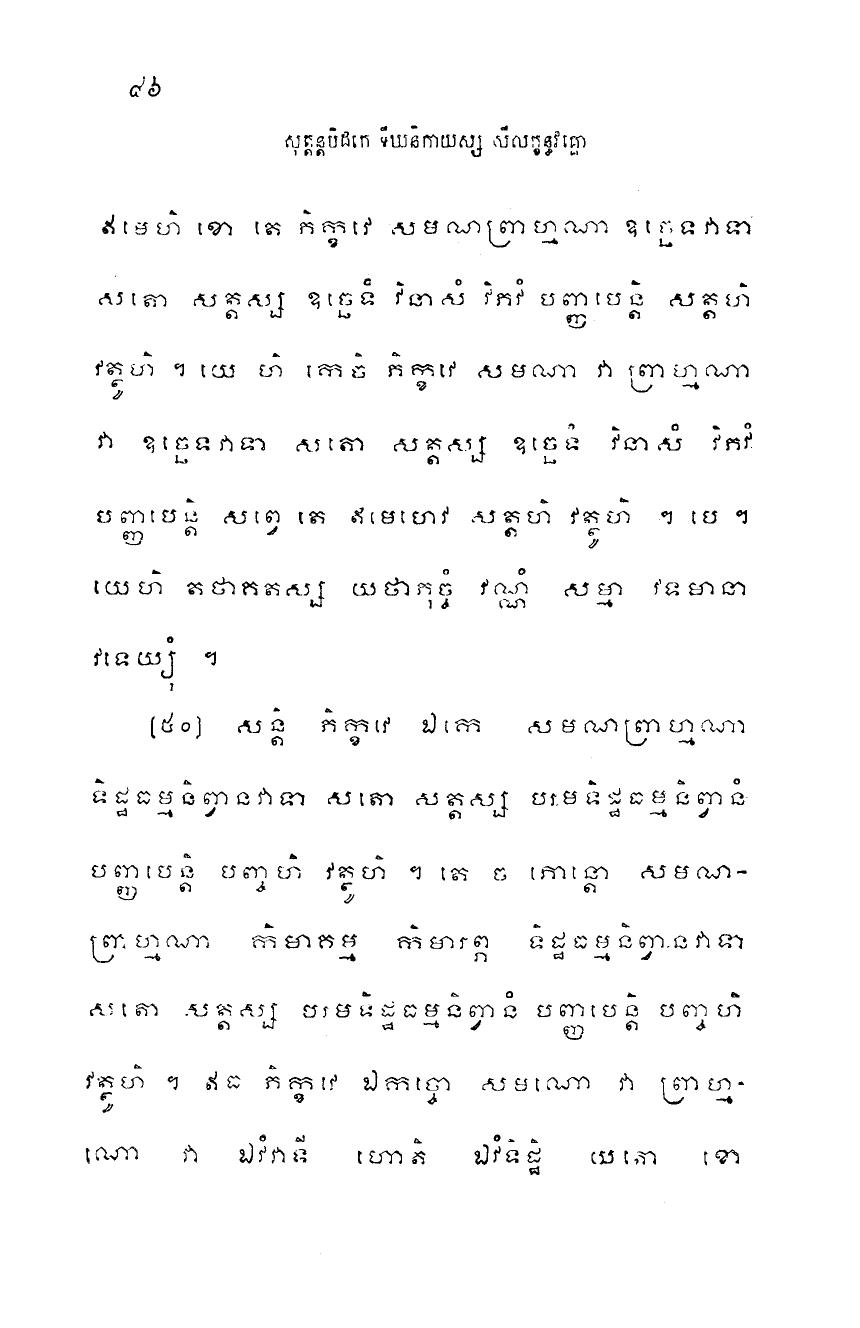 ៩៦
សុត្តន្តបិដកេ ទីឃនិកាយស្ស សីលក្ខន្ធវគ្គោ
ឥមេហិ ខោ តេ ភិក្ខវេ សមណព្រាហ្មណា ឧច្ឆេទវាទា
សតោ សត្តស្ស ឧច្ឆេទំ វិនាសំ វិភវំ បញ្ញាបេន្តិ សត្តហិ
វត្ថូហិ ។ យេ ហិ កេចិ ភិក្ខវេ សមណា វា ព្រាហ្មណា
វា ឧច្ឆេទវាទា សតោ សត្តស្ស ឧច្ឆេទំ វិនាសំ វិភវំ
បញ្ញាបេន្តិ សព្វេ តេ ឥមេហេវ សត្តហិ វត្ថូហិ ។ បេ ។
យេហិ តថាគតស្ស យថាភុច្ចំ វណ្ណំ សម្មា វទមានា
វទេយ្យុំ ។
[៥០] សន្តិ ភិក្ខវេ ឯកេ សមណព្រាហ្មណា
ទិដ្ឋធម្មនិព្វានវាទា សតោ សត្តស្ស បរមទិដ្ឋធម្មនិព្វានំ
បញ្ញាបេន្តិ បញ្ចហិ វត្ថូហិ ។ តេ ច ភោន្តោ សមណ-
ព្រាហ្មណា កិមាគម្ម កិមារព្ភ ទិដ្ឋធម្មនិព្វានវាទា
សតោ សត្តស្ស បរមទិដ្ឋធម្មនិព្វានំ បញ្ញាបេន្តិ បញ្ចហិ
វត្ថូហិ ។ ឥធ ភិក្ខវេ ឯកច្ចោ សមណោ វា ព្រាហ្ម-
ណោ វា ឯវំវាទី ហោតិ ឯវំទិដ្ឋិ យតោ ខោ